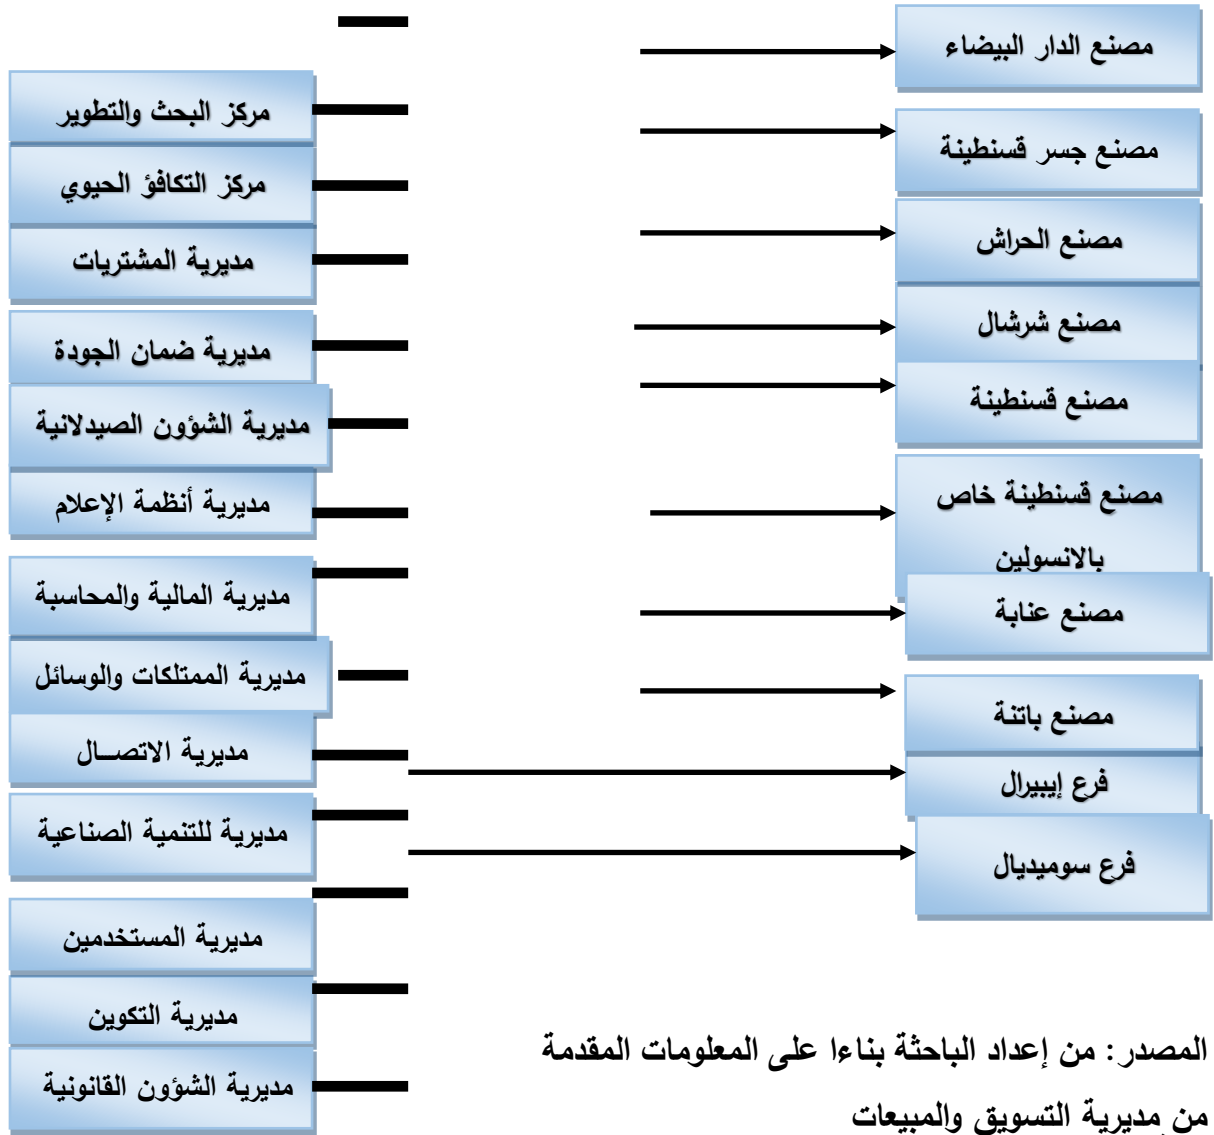 مصنع الدار البيضاء
مصنع جسر قسنطينة
مصنع الحراش
مصنع شرشال
مصنع قسنطينة
مصنع قسنطينة خاص
بالانسولين
مصنع عنابة
مصنع باتنة
فرع إيبيرال
فرع سوميديال
مركز البحث والتطوير
مركز التكافؤ الحيوي
مديرية المشتريات
مديرية ضمان الجودة
مديرية الشؤون الصيدلانية
مديرية أنظمة الإعلام
مديرية المالية والمحاسبة
مديرية الممتلكات والوسائل
مديرية الاتصــال
مديرية للتنمية الصناعية
مديرية المستخدمين
مديرية التكوين
مديرية الشؤون القانونية
المصدر: من إعداد الباحثة بناءا على المعلومات المقدمة
من مديرية التسويق والمبيعات